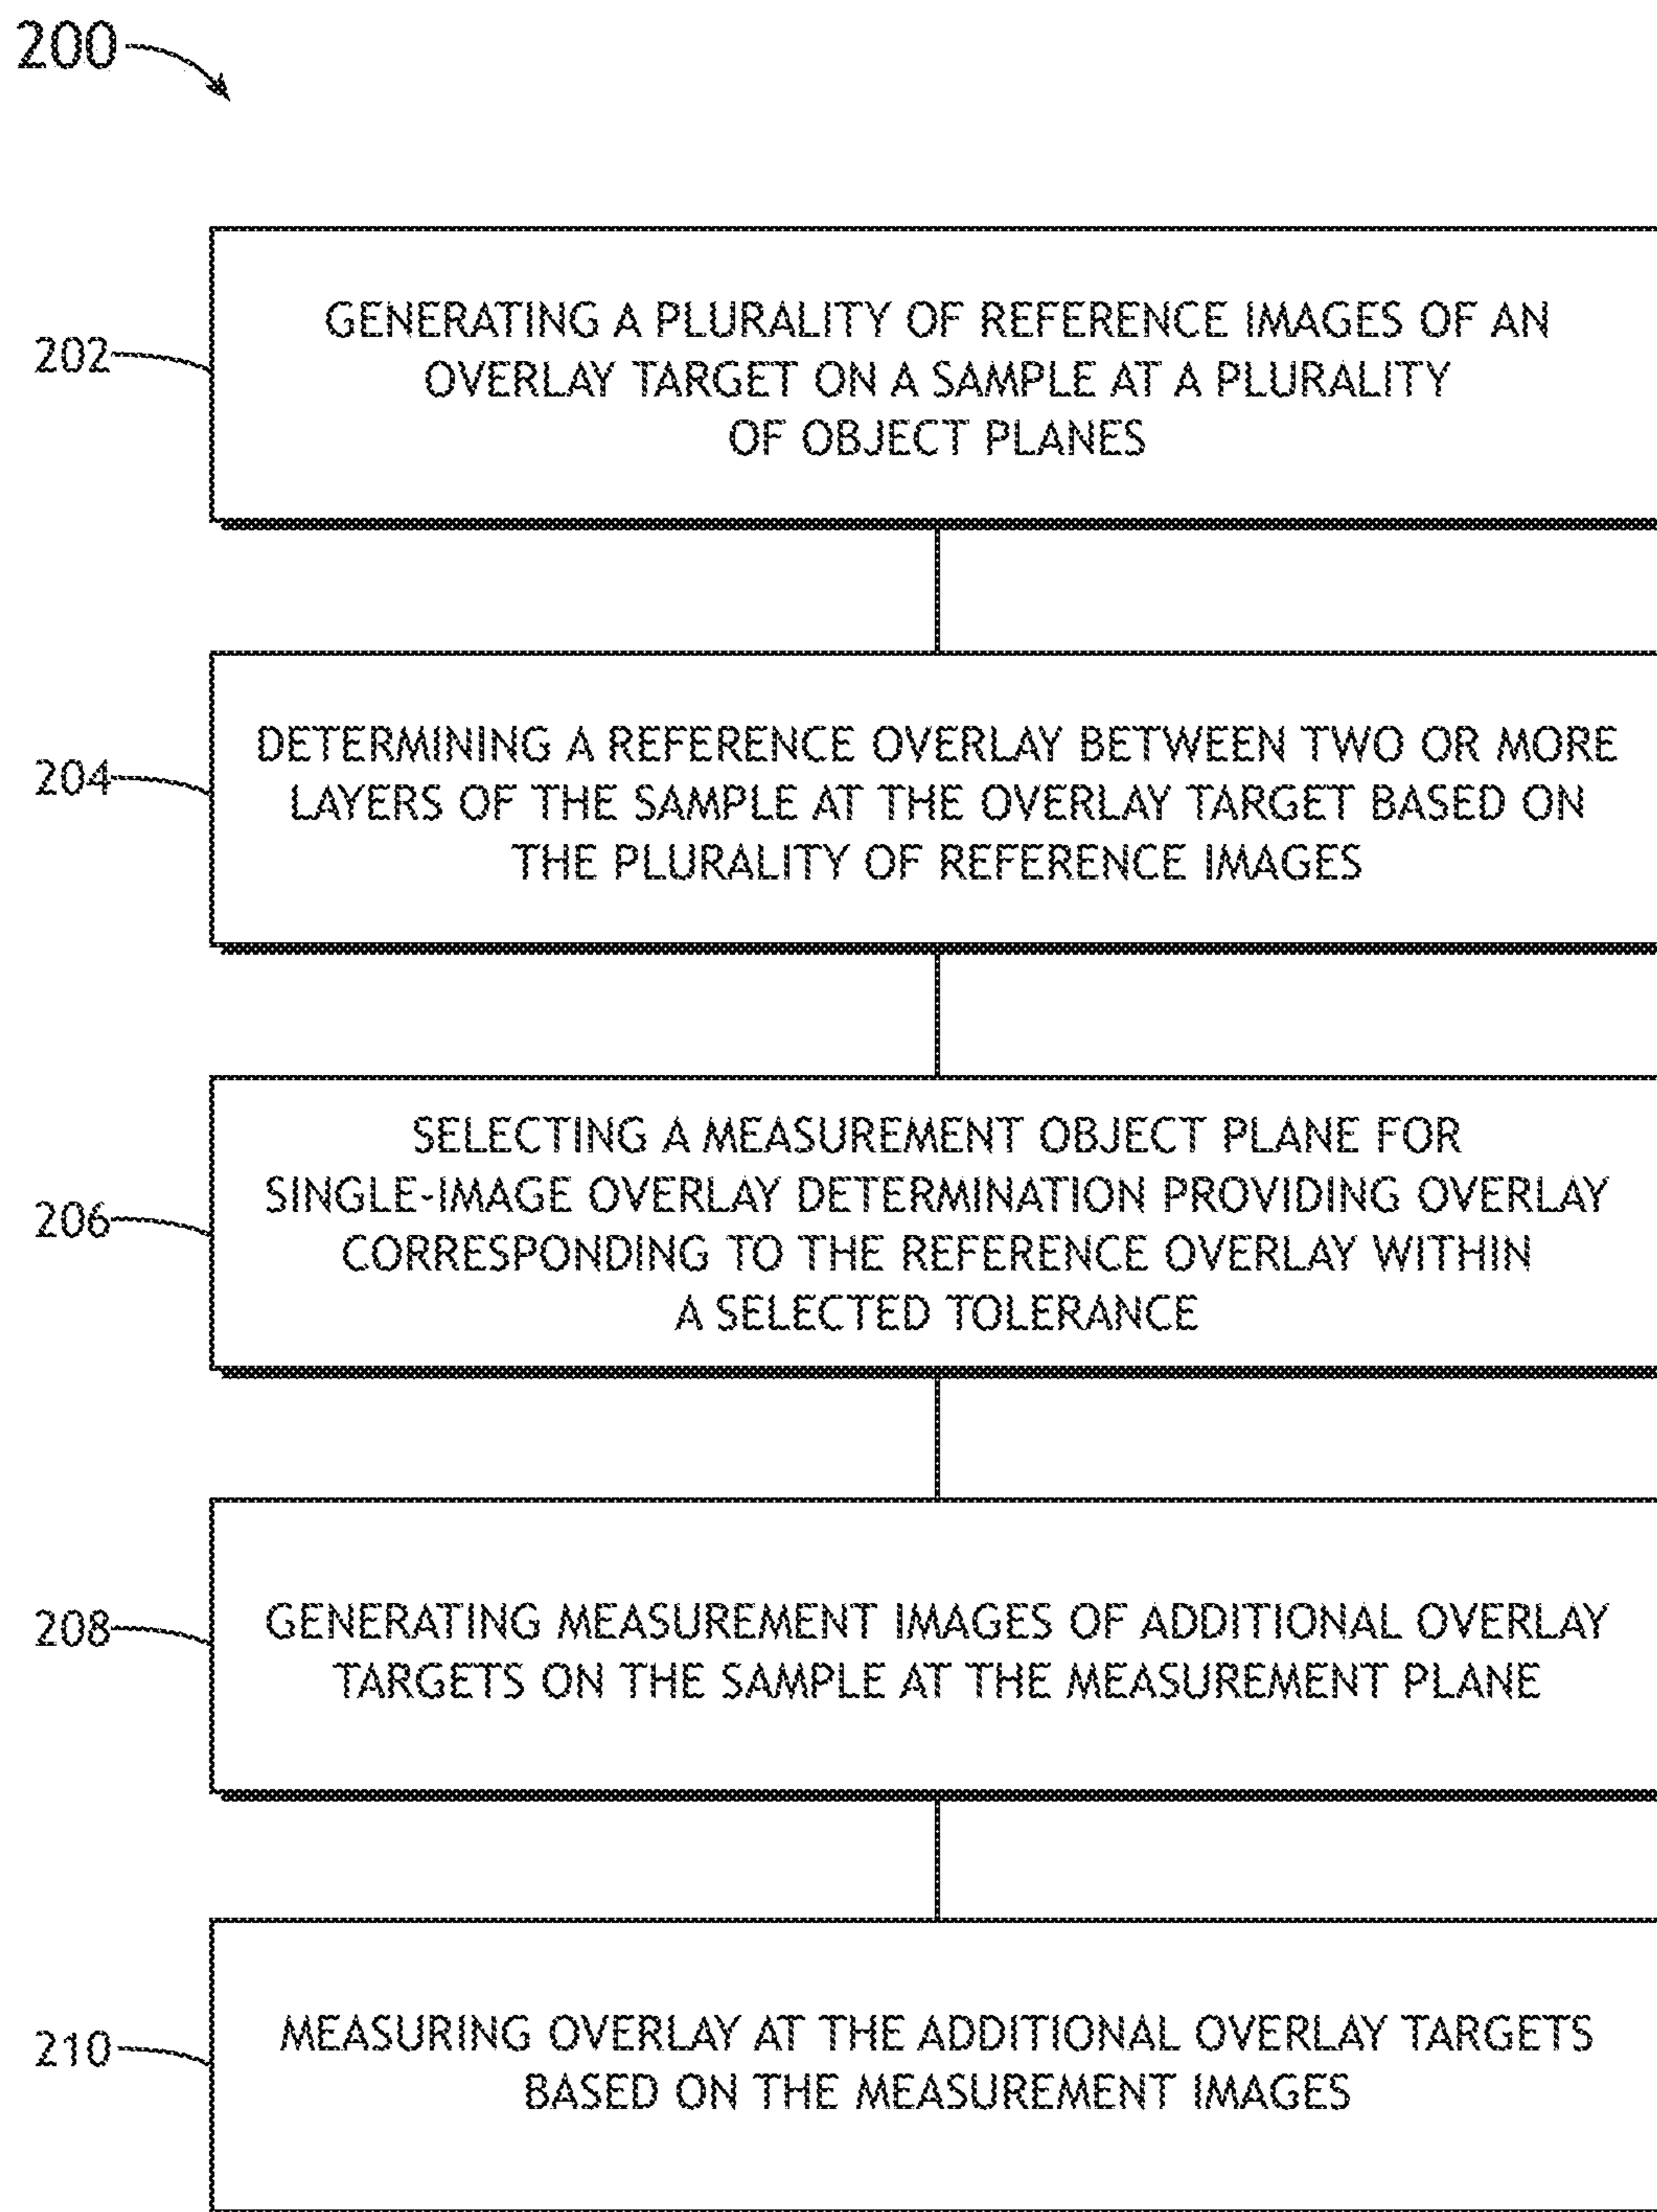 200
202
GENERATING A PLURALITY OF REFERENCE IMAGES OF AN
OVERLAY TARGET ON A SAMPLE AT A PLURALITY
OF OBJECT PLANES
204
DETERMINING A REFERENCE OVERLAY BETWEEN TWO OR MORE
LAYERS OF THE SAMPLE AT THE OVERLAY TARGET BASED ON
THE PLURALITY OF REFERENCE IMAGES
206
SELECTING A MEASUREMENT OBJECT PLANE FOR
SINGLE-IMAGE OVERLAY DETERMINATION PROVIDING OVERLAY
CORRESPONDING TO THE REFERENCE OVERLAY WITHIN
A SELECTED TOLERANCE
208
GENERATING MEASUREMENT IMAGES OF ADDITIONAL OVERLAY
TARGETS ON THE SAMPLE AT THE MEASUREMENT PLANE
210
MEASURING OVERLAY AT THE ADDITIONAL OVERLAY TARGETS
BASED ON THE MEASUREMENT IMAGES